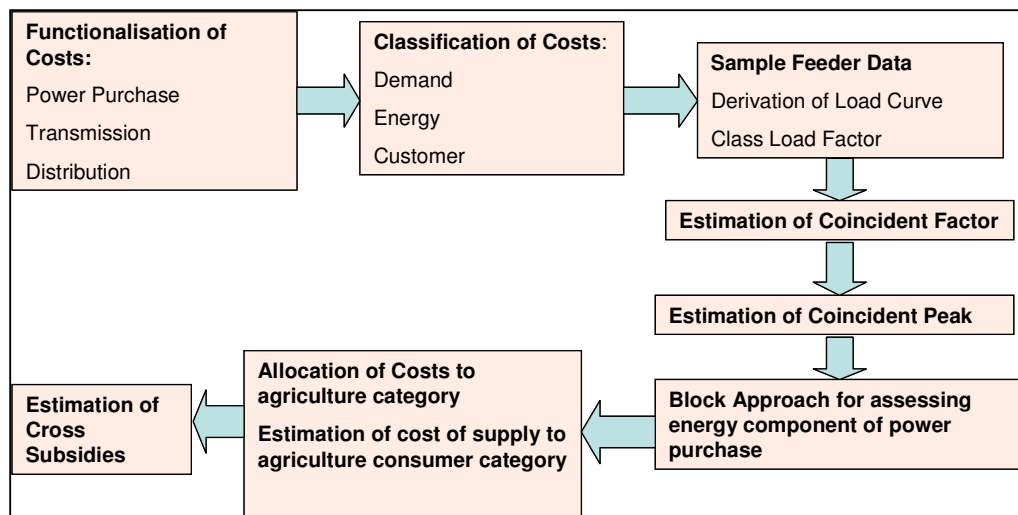 Functionalisation of
Costs:
Power Purchase
Transmission
Distribution
Classification of Costs:
Demand
Energy
Customer
Sample Feeder Data
Derivation of Load Curve
Class Load Factor
Estimation of Coincident Factor
Estimation of Coincident Peak
Block Approach for assessing
energy component of power
purchase
Allocation of Costs to
agriculture category
Estimation of cost of supply to
agriculture consumer category
Estimation of
Cross
Subsidies